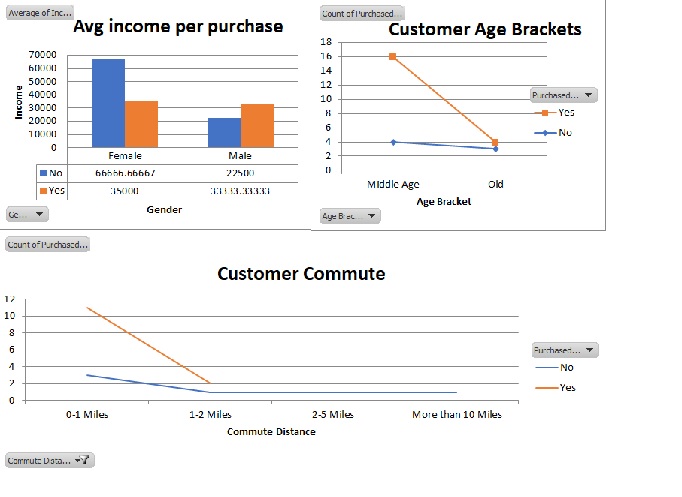 Average of Inc...
Avg income per purchase
70000
60000
50000
40000
30000
20000
10000
0
Income
Female
Male
No
66666.66667
22500
Yes
35000
33333.33333
Gender
Ge...
Count of Purchased...
Customer Age Brackets
18
16
14
12
10
8
6
4
2
0
Middle Age
Old
Age Bracket
Purchased...
Yes
No
Age Brac...
Count of Purchased...
Customer Commute
12
10
8
6
4
2
0
0-1 Miles
1-2 Miles
2-5 Miles
More than 10 Miles
Commute Distance
Purchased...
No
Yes
Commute Dista...